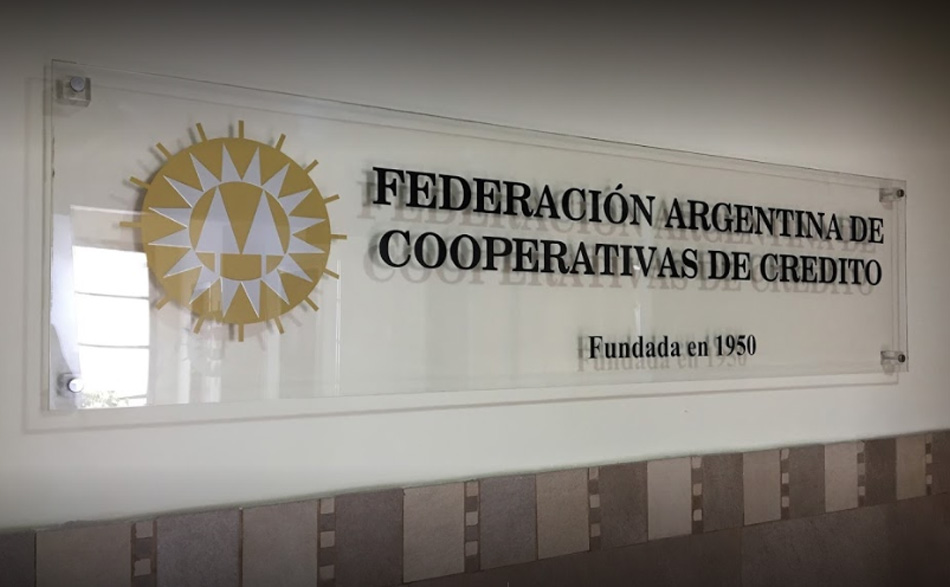 FEDERACIÓN ARGENTINA DE
COOPERATIVAS DE CREDITO
Fundada en 1950